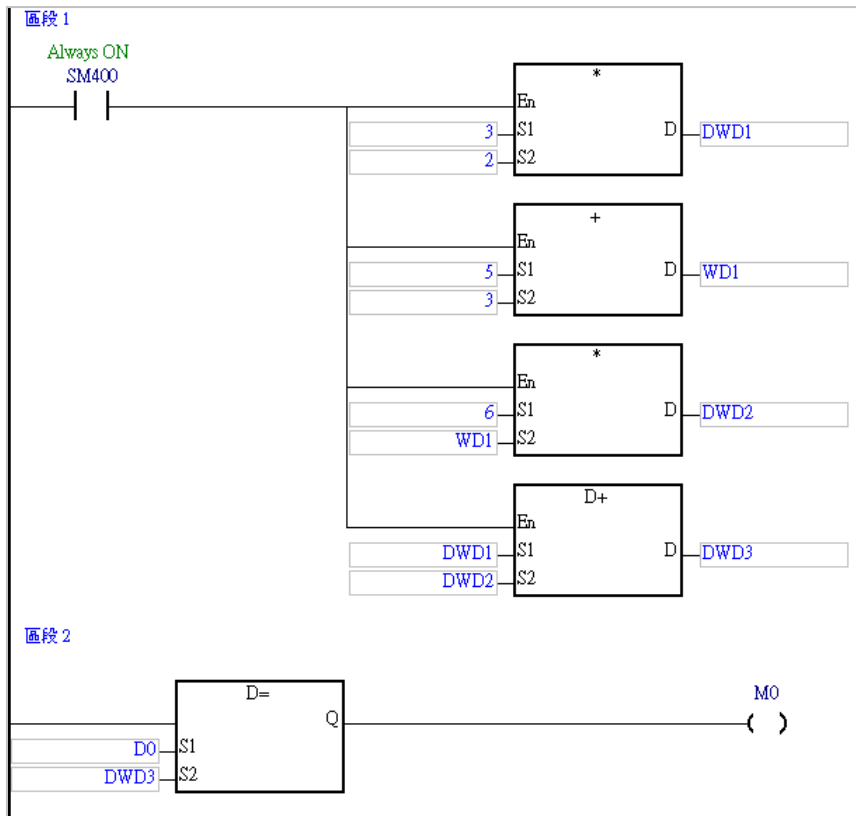 區段 1
Always ON
SM400
*
En
3 S1 D DWD1
2 S2
+
En
5 S1 D WD1
3 S2
*
En
6 S1 D DWD2
WD1 S2
D+
En
DWD1 S1 D DWD3
DWD2 S2
區段 2
D= M0
Q
D0 S1
DWD3 S2